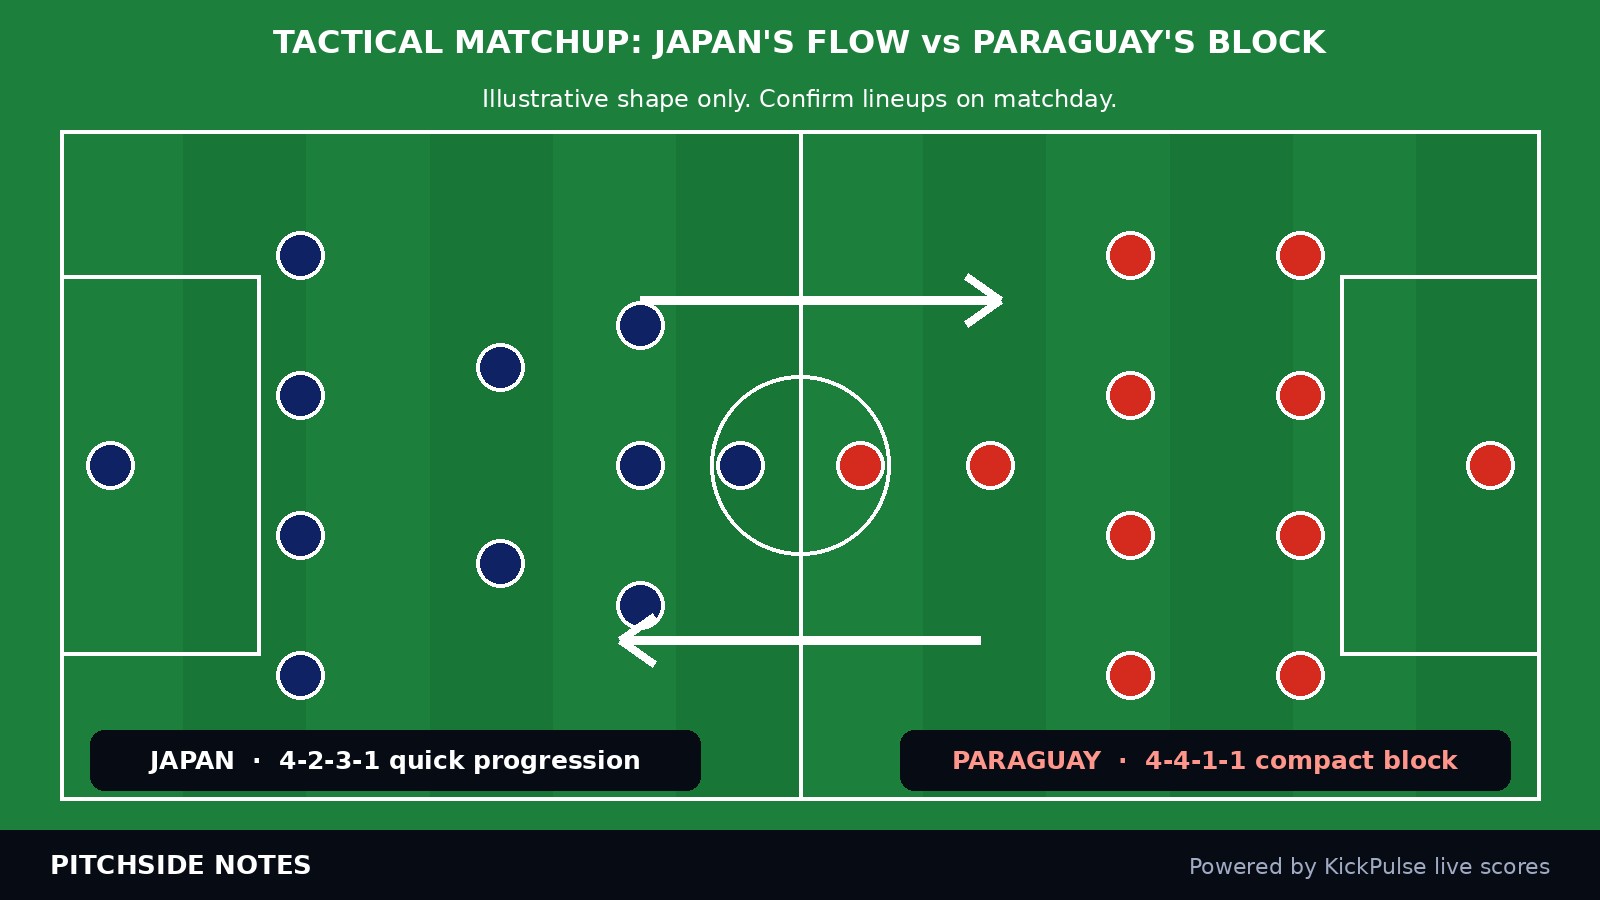 TACTICAL MATCHUP: JAPAN'S FLOW vs PARAGUAY'S BLOCK
Illustrative shape only. Confirm lineups on matchday.
JAPAN · 4-2-3-1 quick progression
PARAGUAY · 4-4-1-1 compact block
PITCHSIDE NOTES
Powered by KickPulse live scores